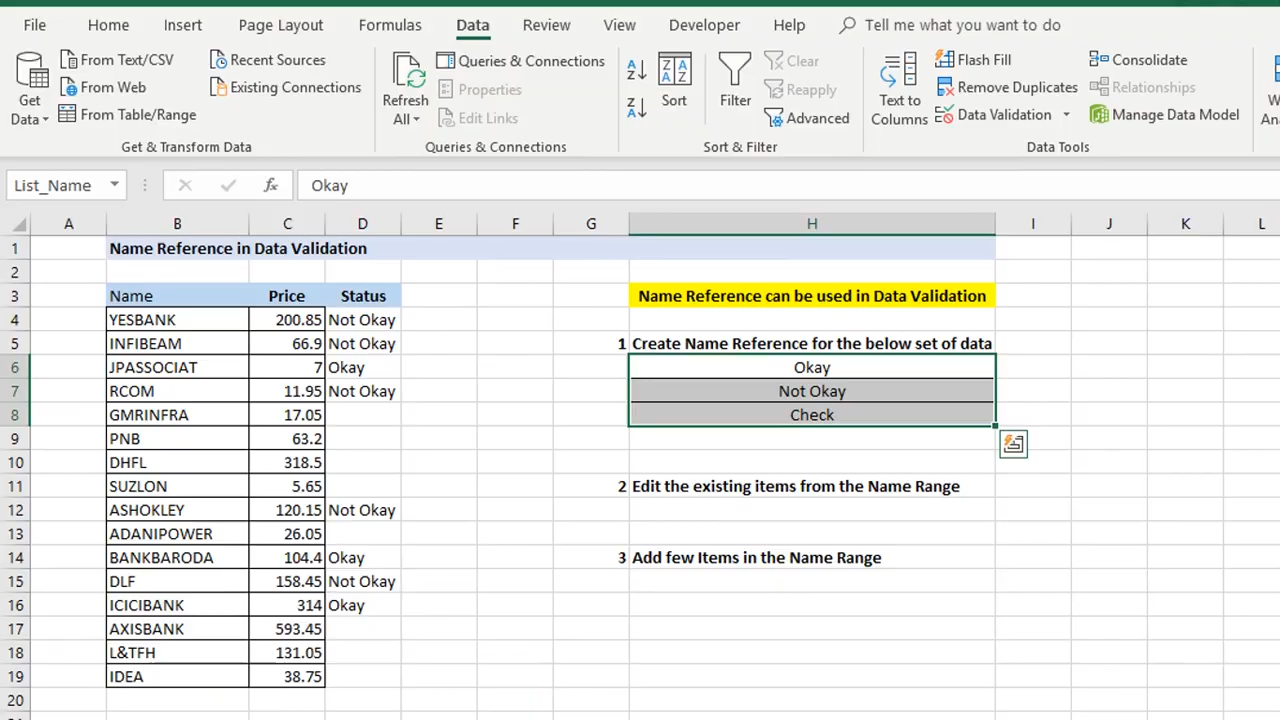 File Home Insert Page Layout Formulas Data Review View Developer Help Tell me what you want to do
Get Data
From Text/CSV
From Web
From Table/Range
Recent Sources
Existing Connections
Get & Transform Data
Refresh All
Queries & Connections
Properties
Edit Links
Queries & Connections
Sort
Filter
Clear
Reapply
Advanced
Sort & Filter
Text to Columns
Flash Fill
Remove Duplicates
Data Validation
Consolidate
Relationships
Manage Data Model
Data Tools
List_Name fx Okay
A B C D E F G H I J K L
1 Name Reference in Data Validation
2
3 Name Price Status Name Reference can be used in Data Validation
4 YESBANK 200.85 Not Okay
5 INFIBEAM 66.9 Not Okay 1 Create Name Reference for the below set of data
6 JPASSOCIAT 7 Okay Okay
7 RCOM 11.95 Not Okay Not Okay
8 GMRINFRA 17.05 Check
9 PNB 63.2
10 DHFL 318.5
11 SUZLON 5.65 2 Edit the existing items from the Name Range
12 ASHOKLEY 120.15 Not Okay
13 ADANIPOWER 26.05
14 BANKBARODA 104.4 Okay 3 Add few Items in the Name Range
15 DLF 158.45 Not Okay
16 ICICIBANK 314 Okay
17 AXISBANK 593.45
18 L&TFH 131.05
19 IDEA 38.75
20